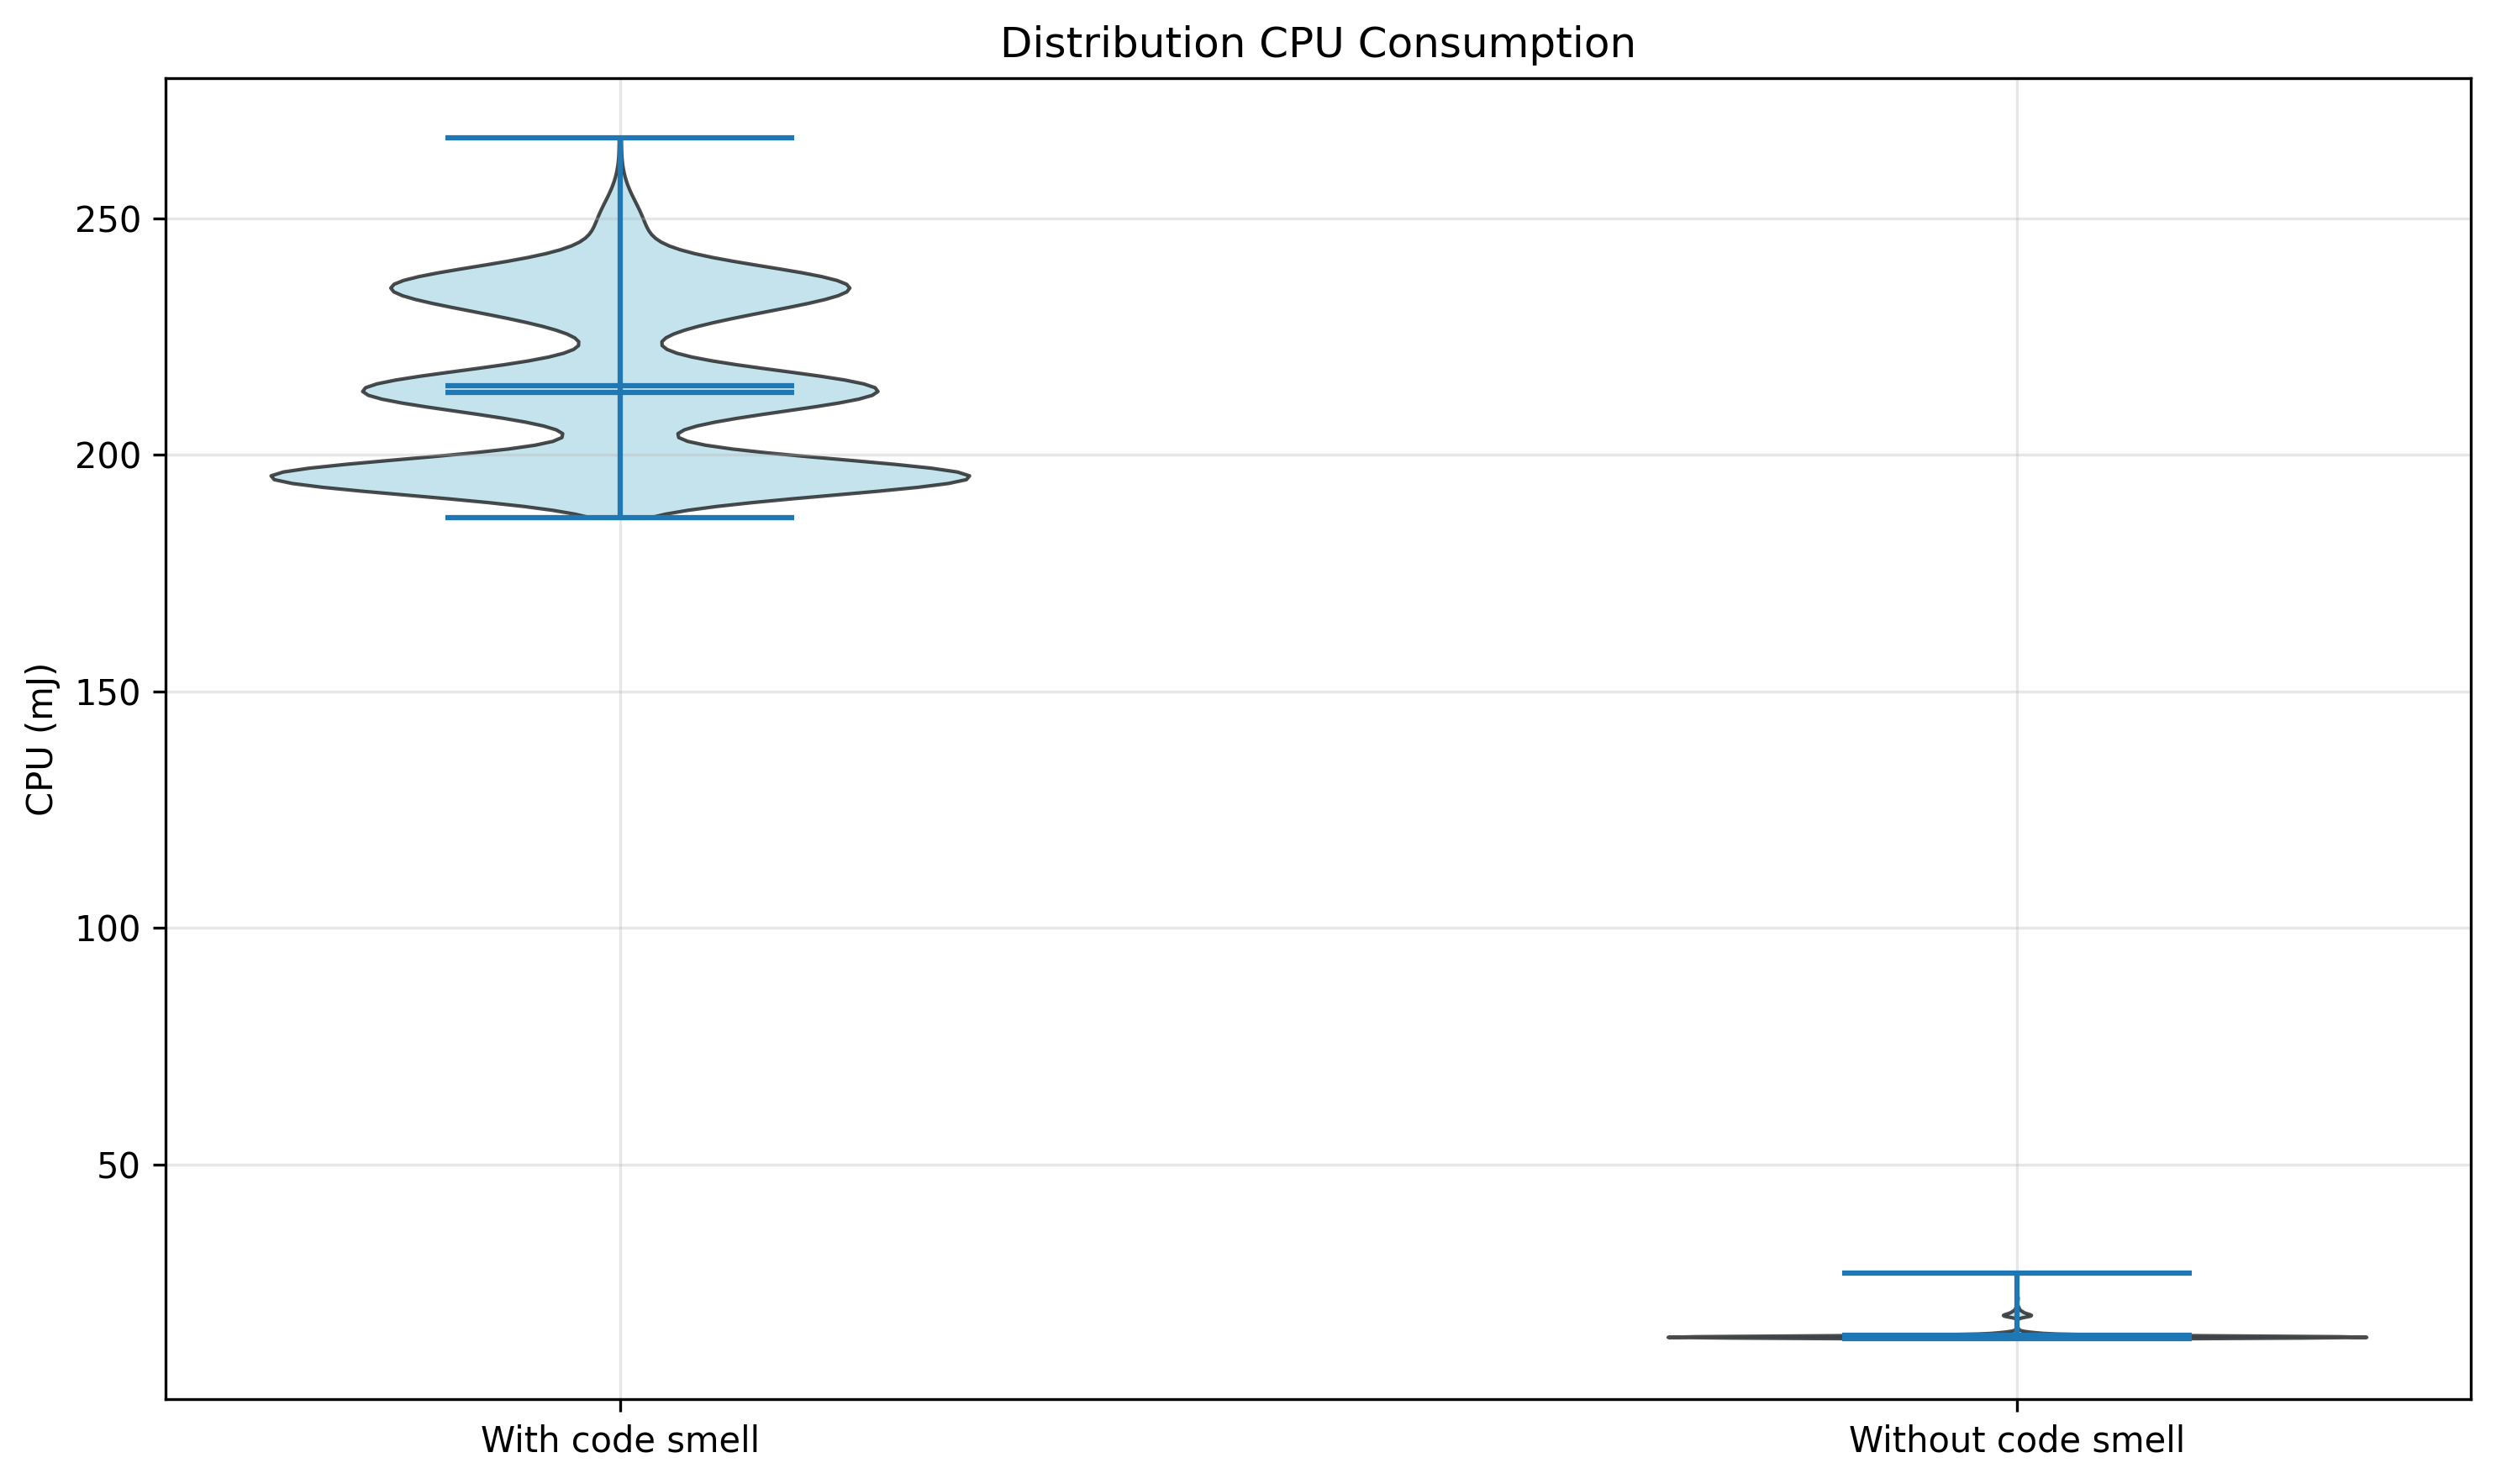 Distribution CPU Consumption
CPU (mJ)
250
200
150
100
50
With code smell
Without code smell